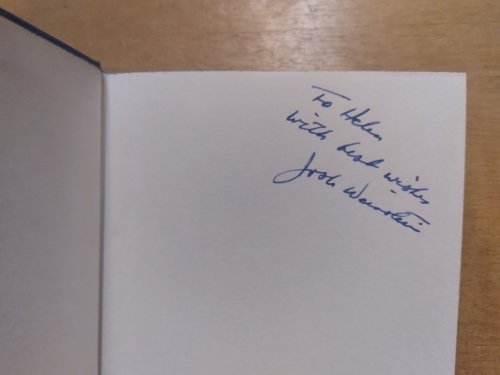 To Helen
with best wishes
Josh Weinstein